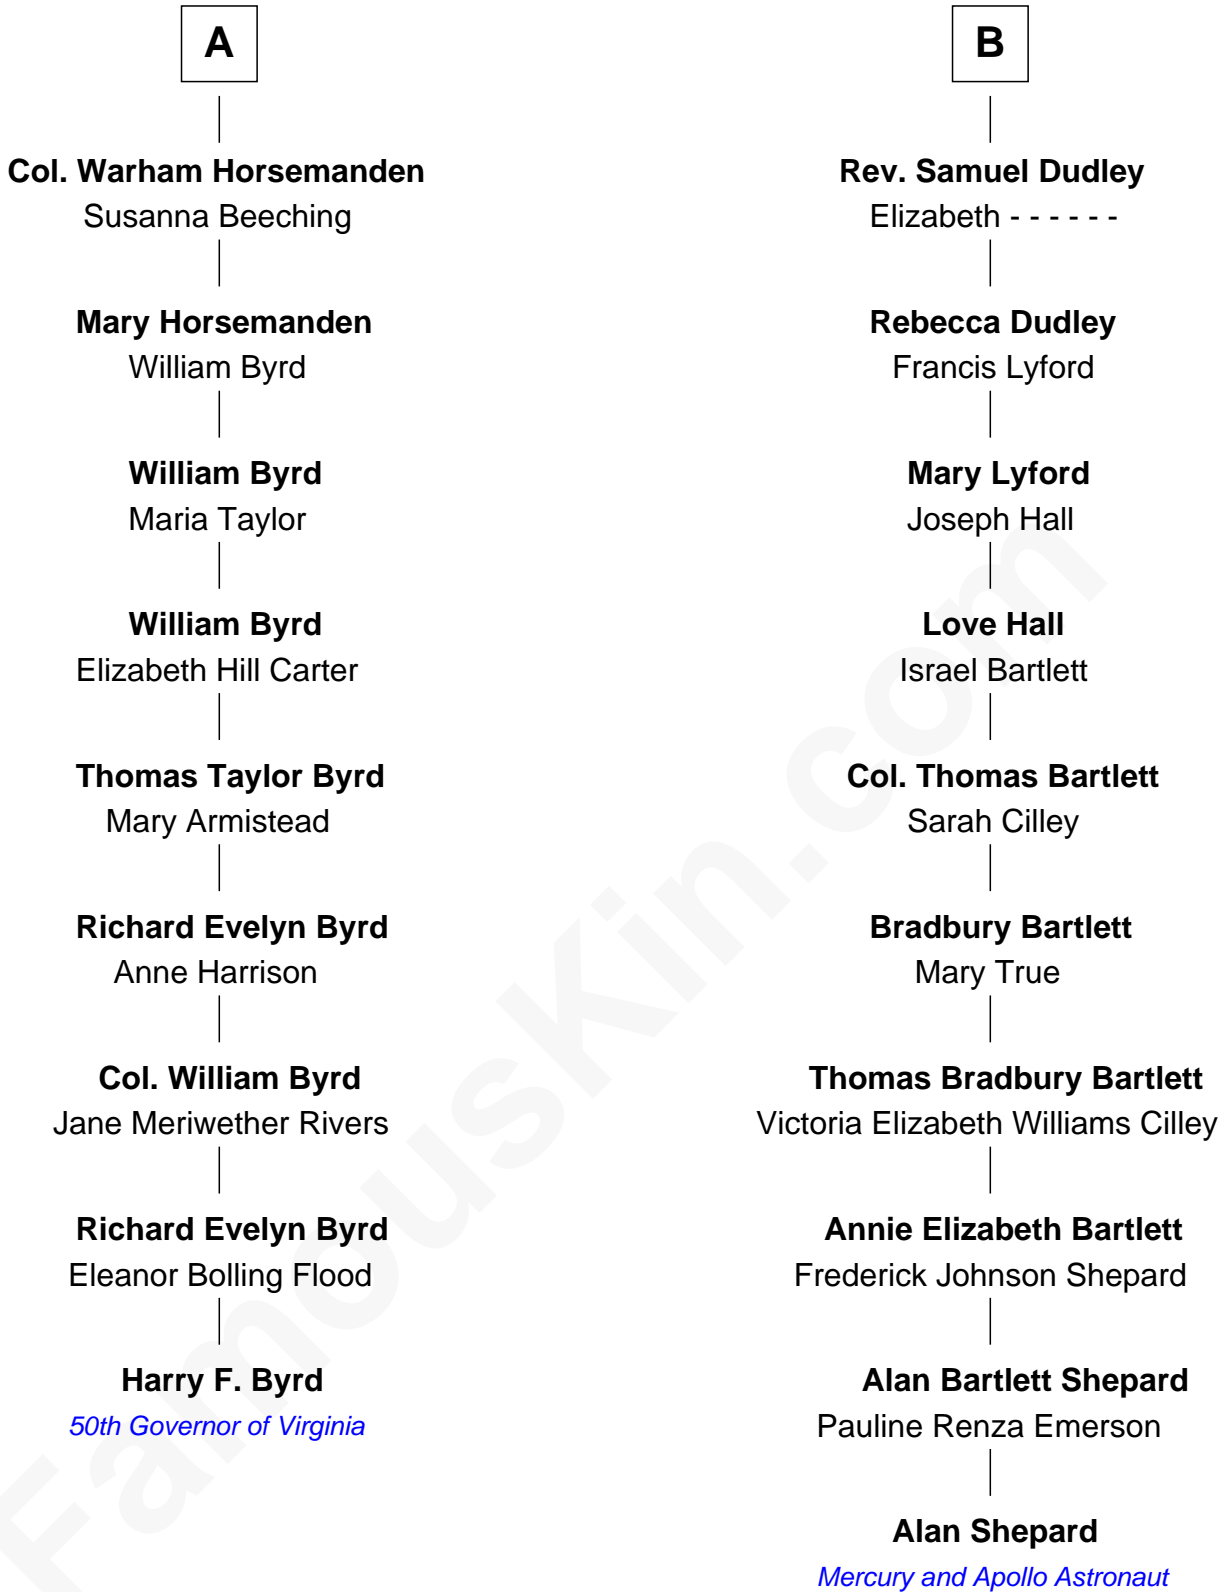 A
Col. Warham Horsemanden
Susanna Beeching
Mary Horsemanden
William Byrd
William Byrd
Maria Taylor
William Byrd
Elizabeth Hill Carter
Thomas Taylor Byrd
Mary Armistead
Richard Evelyn Byrd
Anne Harrison
Col. William Byrd
Jane Meriwether Rivers
Richard Evelyn Byrd
Eleanor Bolling Flood
Harry F. Byrd
50th Governor of Virginia
B
Rev. Samuel Dudley
Elizabeth - - - - - -
Rebecca Dudley
Francis Lyford
Mary Lyford
Joseph Hall
Love Hall
Israel Bartlett
Col. Thomas Bartlett
Sarah Cilley
Bradbury Bartlett
Mary True
Thomas Bradbury Bartlett
Victoria Elizabeth Williams Cilley
Annie Elizabeth Bartlett
Frederick Johnson Shepard
Alan Bartlett Shepard
Pauline Renza Emerson
Alan Shepard
Mercury and Apollo Astronaut
FamousKin.com